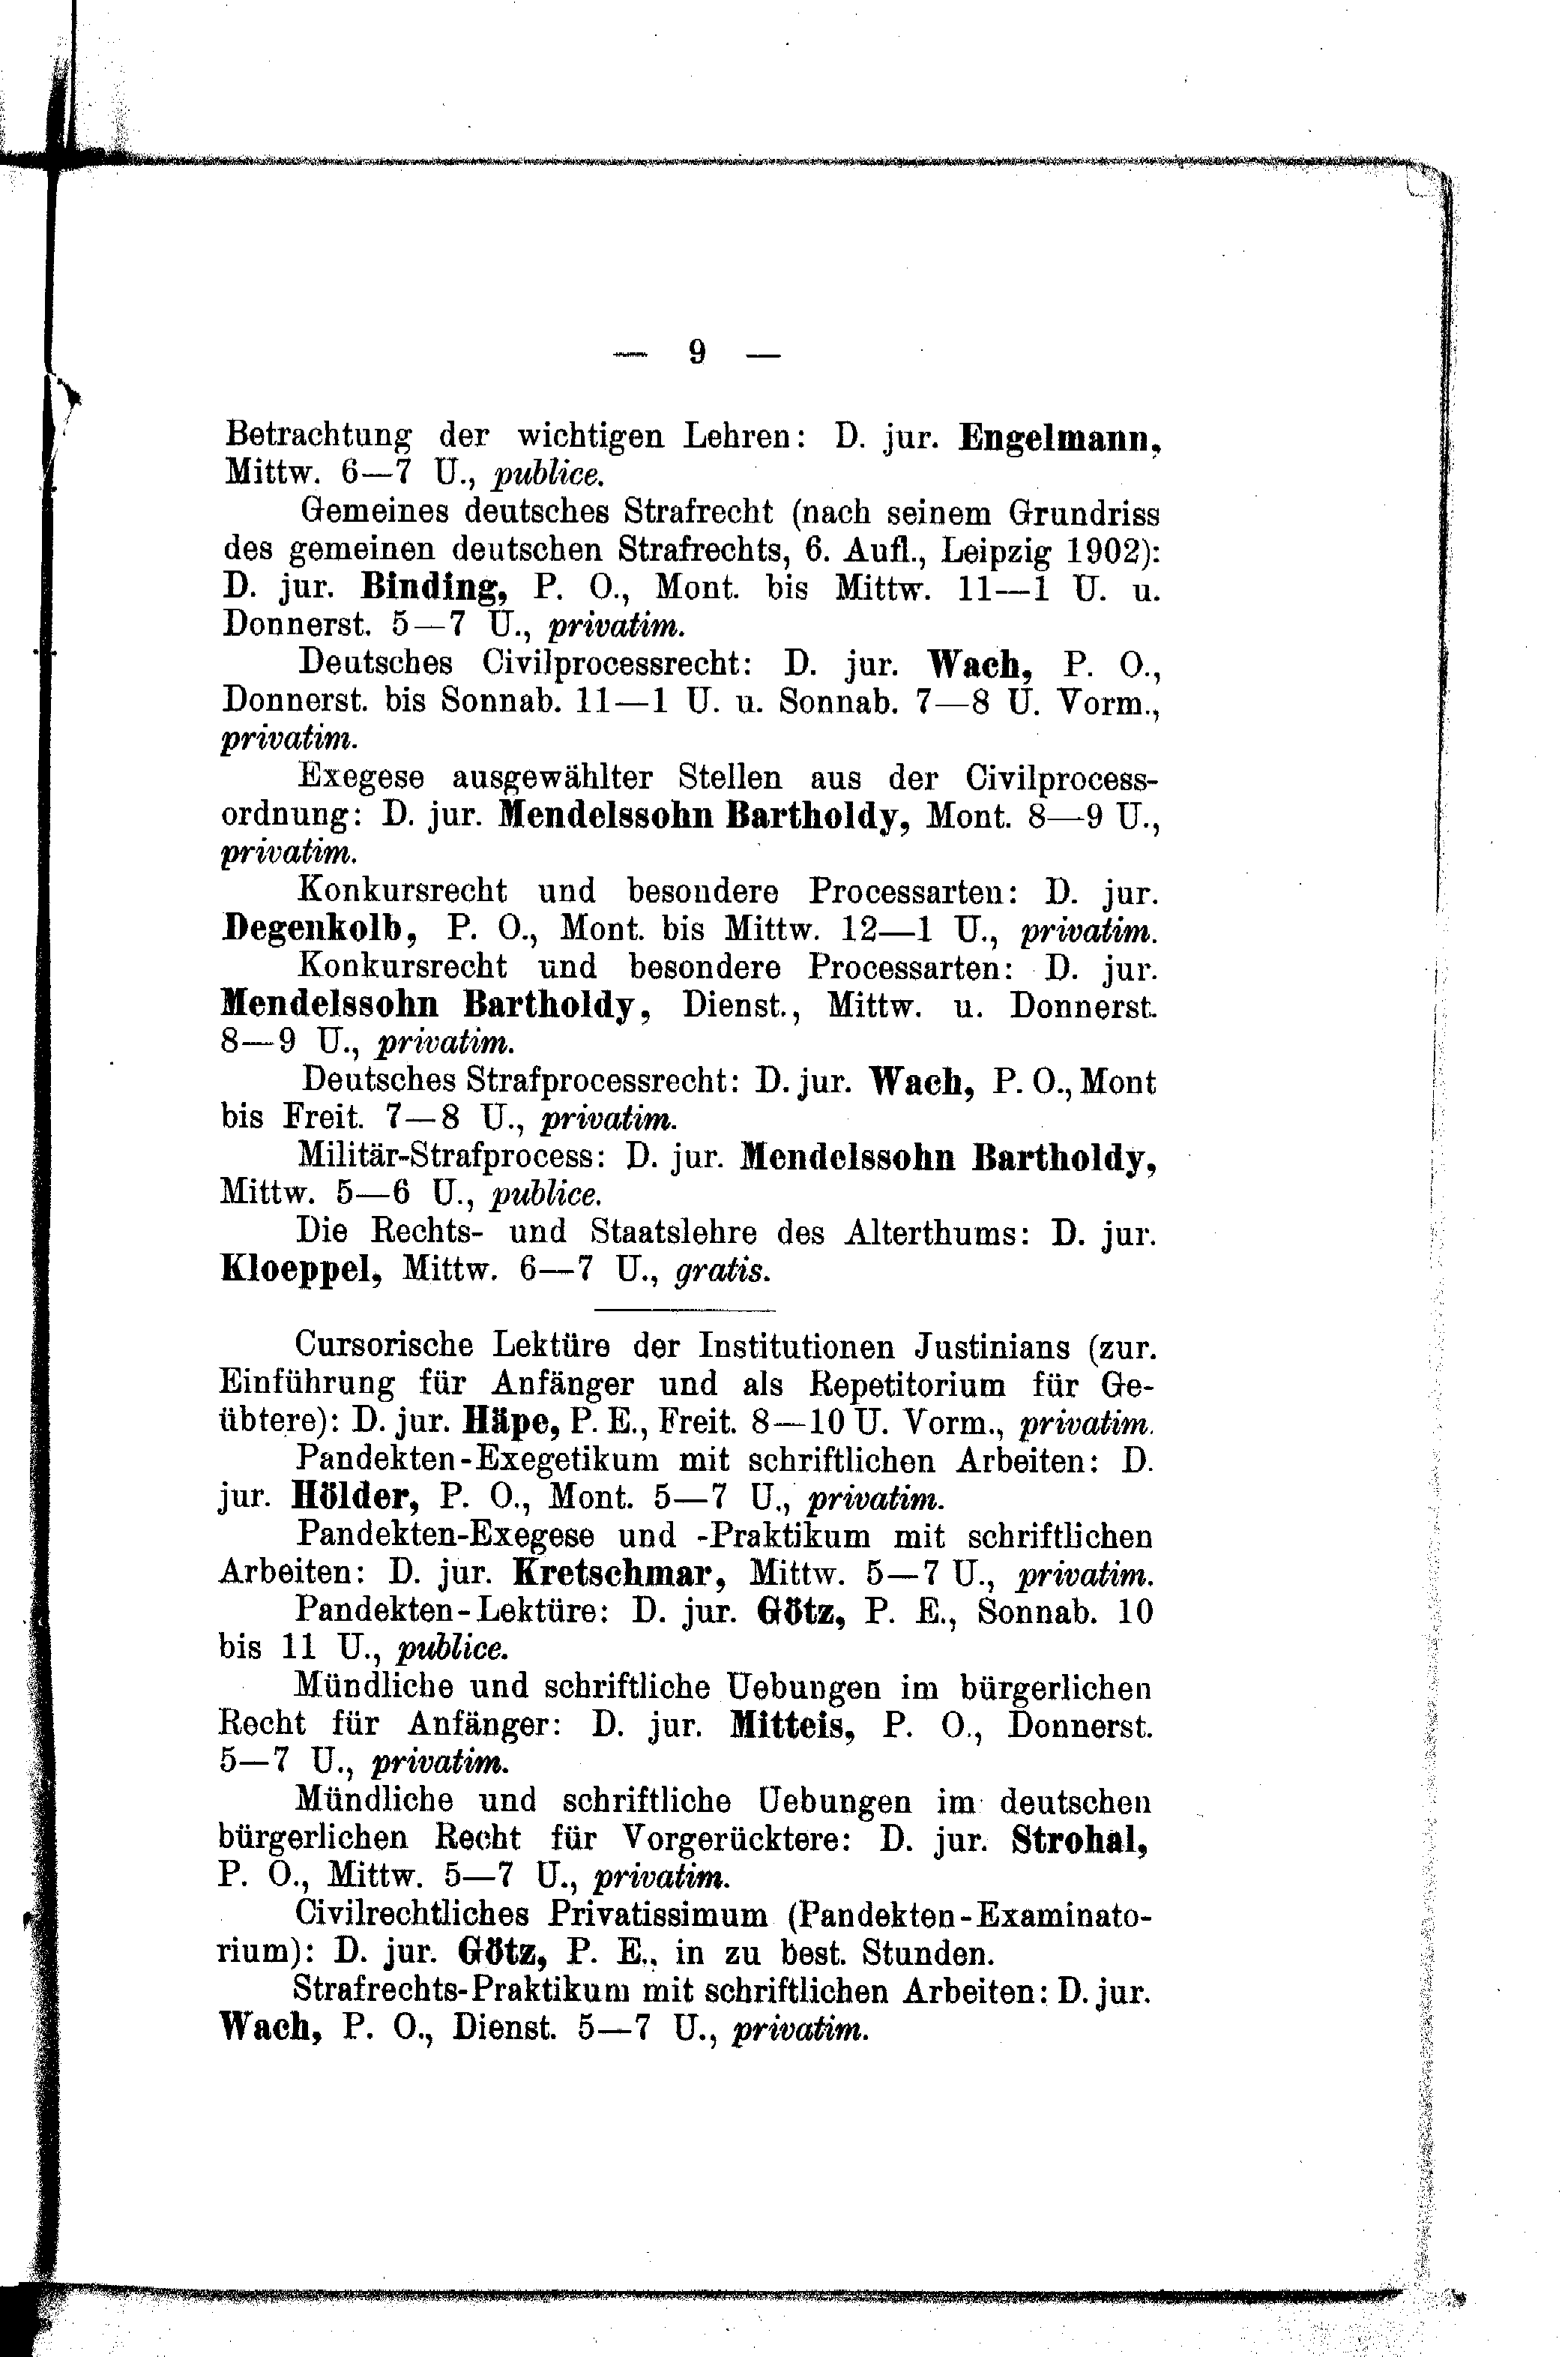 — 9 —
Betrachtung der wichtigen Lehren: D. jur. Engelmann,
Mittw. 6—7 U., publice.
Gemeines deutsches Strafrecht (nach seinem Grundriss
des gemeinen deutschen Strafrechts, 6. Aufl., Leipzig 1902):
D. jur. Binding, P. O., Mont. bis Mittw. 11—1 U. u.
Donnerst. 5—7 U., privatim.
Deutsches Civilprocessrecht: D. jur. Wach, P. O.,
Donnerst. bis Sonnab. 11—1 U. u. Sonnab. 7—8 U. Vorm.,
privatim.
Exegese ausgewählter Stellen aus der Civilprocess-
ordnung: D. jur. Mendelssohn Bartholdy, Mont. 8—9 U.,
privatim.
Konkursrecht und besondere Processarten: D. jur.
Degenkolb, P. O., Mont. bis Mittw. 12—1 U., privatim.
Konkursrecht und besondere Processarten: D. jur.
Mendelssohn Bartholdy, Dienst., Mittw. u. Donnerst.
8—9 U., privatim.
Deutsches Strafprocessrecht: D. jur. Wach, P. O., Mont
bis Freit. 7—8 U., privatim.
Militär-Strafprocess: D. jur. Mendelssohn Bartholdy,
Mittw. 5—6 U., publice.
Die Rechts- und Staatslehre des Alterthums: D. jur.
Kloeppel, Mittw. 6—7 U., gratis.
Cursorische Lektüre der Institutionen Justinians (zur.
Einführung für Anfänger und als Repetitorium für Ge-
übtere): D. jur. Häpe, P. E., Freit. 8—10 U. Vorm., privatim.
Pandekten-Exegetikum mit schriftlichen Arbeiten: D.
jur. Hölder, P. O., Mont. 5—7 U., privatim.
Pandekten-Exegese und -Praktikum mit schriftlichen
Arbeiten: D. jur. Kretschmar, Mittw. 5—7 U., privatim.
Pandekten-Lektüre: D. jur. Götz, P. E., Sonnab. 10
bis 11 U., publice.
Mündliche und schriftliche Uebungen im bürgerlichen
Recht für Anfänger: D. jur. Mitteis, P. O., Donnerst.
5—7 U., privatim.
Mündliche und schriftliche Uebungen im deutschen
bürgerlichen Recht für Vorgerücktere: D. jur. Strohal,
P. O., Mittw. 5—7 U., privatim.
Civilrechtliches Privatissimum (Pandekten-Examinato-
rium): D. jur. Götz, P. E., in zu best. Stunden.
Strafrechts-Praktikum mit schriftlichen Arbeiten: D. jur.
Wach, P. O., Dienst. 5—7 U., privatim.